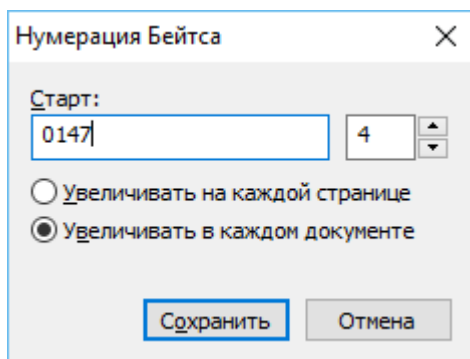 Нумерация Бейтса
Старт:
0147 4
Увеличивать на каждой странице
Увеличивать в каждом документе
Сохранить Отмена